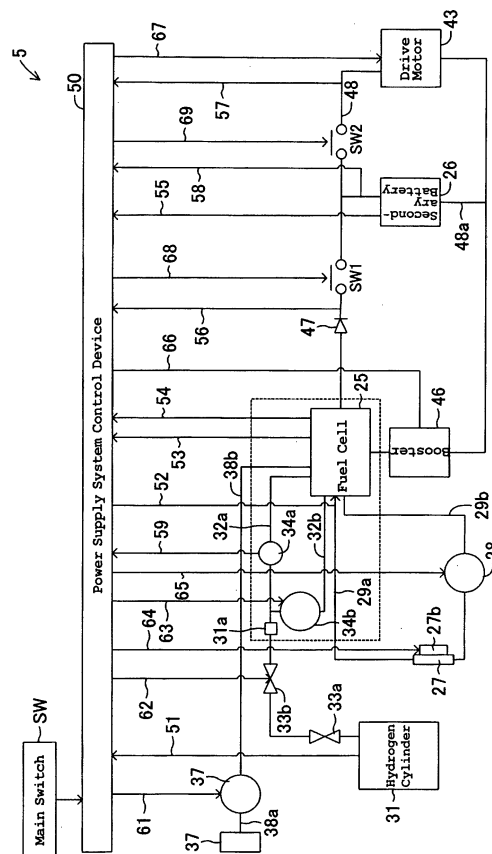 5
Main Switch
SW
Power Supply System Control Device
50
61
51
62
64
63
65
59
52
53
54
66
56
68
55
58
69
57
67
37
37
38a
38b
31a
32a
34a
34b
32b
33b
33a
Hydrogen
Cylinder
31
Fuel Cell
25
29a
29b
27b
27
28
Booster
46
47
SW1
SW2
48
Second-
ary
Battery
26
48a
Drive
Motor
43